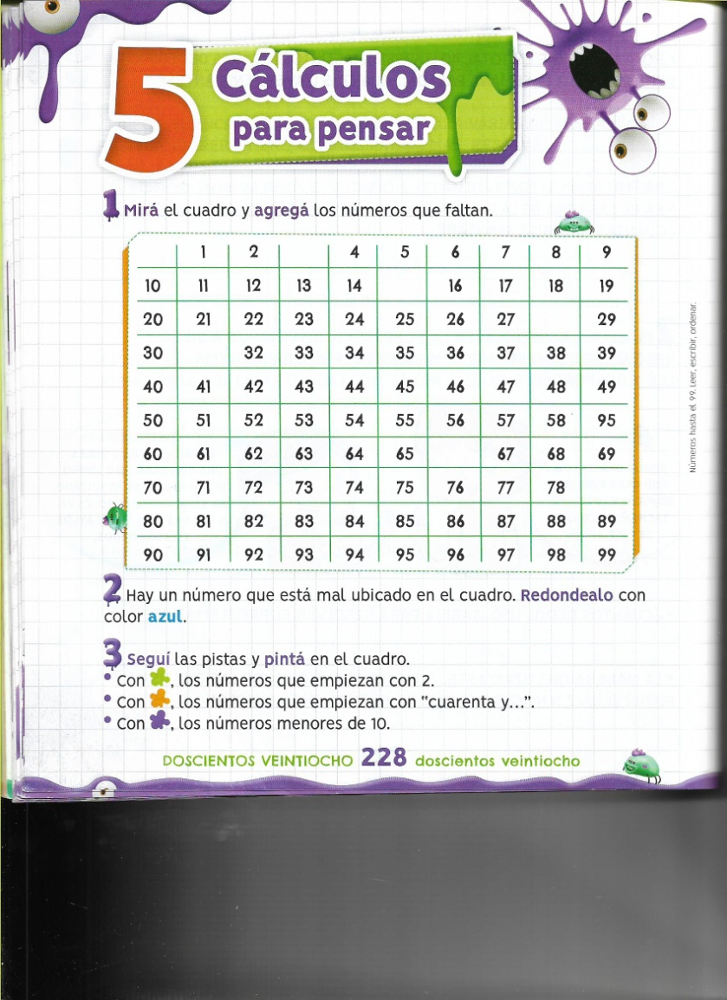 5 Cálculos
para pensar
1 Mirá el cuadro y agregá los números que faltan.
1 2 4 5 6 7 8 9
10 11 12 13 14 16 17 18 19
20 21 22 23 24 25 26 27 29
30 32 33 34 35 36 37 38 39
40 41 42 43 44 45 46 47 48 49
50 51 52 53 54 55 56 57 58 95
60 61 62 63 64 65 67 68 69
70 71 72 73 74 75 76 77 78
80 81 82 83 84 85 86 87 88 89
90 91 92 93 94 95 96 97 98 99
Números hasta el 99. Leer, escribir, ordenar.
2 Hay un número que está mal ubicado en el cuadro. Redondealo con
color azul.
3 Seguí las pistas y pintá en el cuadro.
• Con , los números que empiezan con 2.
• Con , los números que empiezan con "cuarenta y...".
• Con , los números menores de 10.
DOSCIENTOS VEINTIOCHO 228 doscientos veintiocho